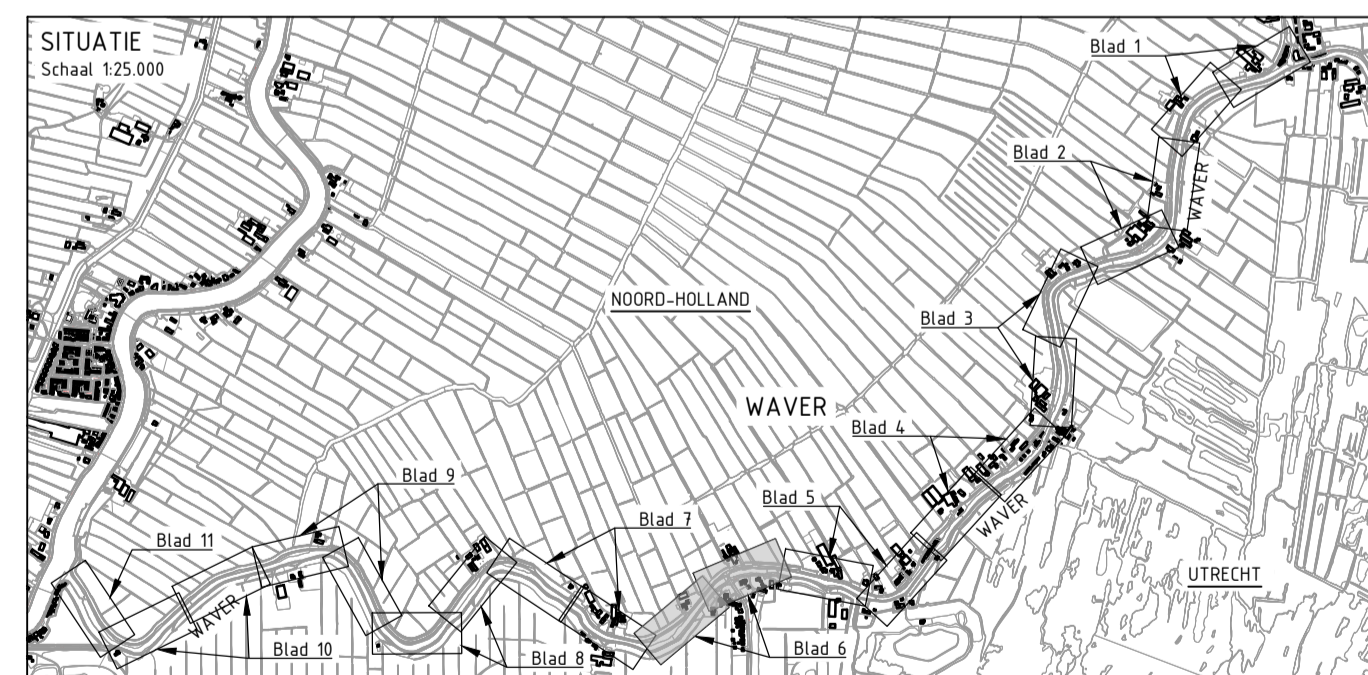 SITUATIE
Schaal 1:25.000
Blad 1
Blad 2
WAVER
NOORD-HOLLAND
Blad 3
WAVER
Blad 4
Blad 9
Blad 5
Blad 7
WAVER
Blad 11
UTRECHT
WAVER
Blad 10
Blad 8
Blad 6